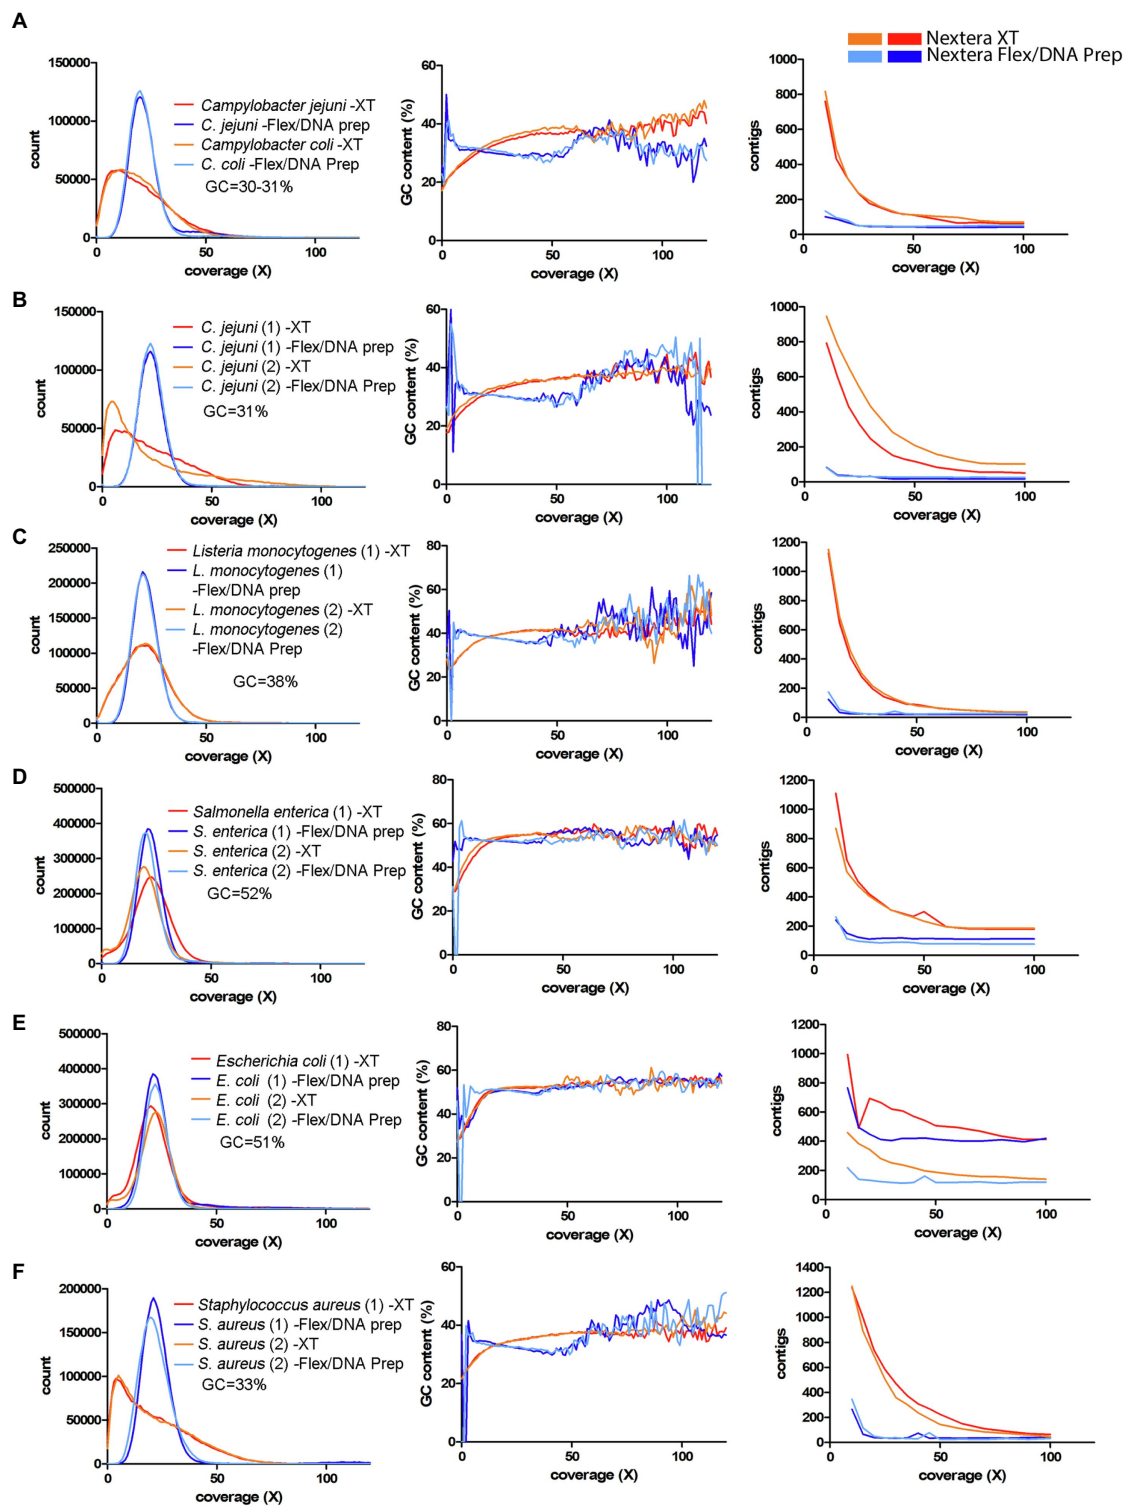 A
Nextera XT
Nextera Flex/DNA Prep
150000
100000
50000
0
count
0 50 100
coverage (X)
Campylobacter jejuni -XT
C. jejuni -Flex/DNA prep
Campylobacter coli -XT
C. coli -Flex/DNA Prep
GC=30-31%
60
40
20
0
GC content (%)
0 50 100
coverage (X)
1000
800
600
400
200
0
contigs
0 50 100
coverage (X)
B
150000
100000
50000
0
count
0 50 100
coverage (X)
C. jejuni (1) -XT
C. jejuni (1) -Flex/DNA prep
C. jejuni (2) -XT
C. jejuni (2) -Flex/DNA Prep
GC=31%
60
40
20
0
GC content (%)
0 50 100
coverage (X)
1000
800
600
400
200
0
contigs
0 50 100
coverage (X)
C
250000
200000
150000
100000
50000
0
count
0 50 100
coverage (X)
Listeria monocytogenes (1) -XT
L. monocytogenes (1)
-Flex/DNA prep
L. monocytogenes (2) -XT
L. monocytogenes (2)
-Flex/DNA Prep
GC=38%
80
60
40
20
0
GC content (%)
0 50 100
coverage (X)
1200
1000
800
600
400
200
0
contigs
0 50 100
coverage (X)
D
500000
400000
300000
200000
100000
0
count
0 50 100
coverage (X)
Salmonella enterica (1) -XT
S. enterica (1) -Flex/DNA prep
S. enterica (2) -XT
S. enterica (2) -Flex/DNA Prep
GC=52%
80
60
40
20
0
GC content (%)
0 50 100
coverage (X)
1200
1000
800
600
400
200
0
contigs
0 50 100
coverage (X)
E
500000
400000
300000
200000
100000
0
count
0 50 100
coverage (X)
Escherichia coli (1) -XT
E. coli (1) -Flex/DNA prep
E. coli (2) -XT
E. coli (2) -Flex/DNA Prep
GC=51%
80
60
40
20
0
GC content (%)
0 50 100
coverage (X)
1200
1000
800
600
400
200
0
contigs
0 50 100
coverage (X)
F
200000
150000
100000
50000
0
count
0 50 100
coverage (X)
Staphylococcus aureus (1) -XT
S. aureus (1) -Flex/DNA prep
S. aureus (2) -XT
S. aureus (2) -Flex/DNA Prep
GC=33%
60
40
20
0
GC content (%)
0 50 100
coverage (X)
1400
1200
1000
800
600
400
200
0
contigs
0 50 100
coverage (X)